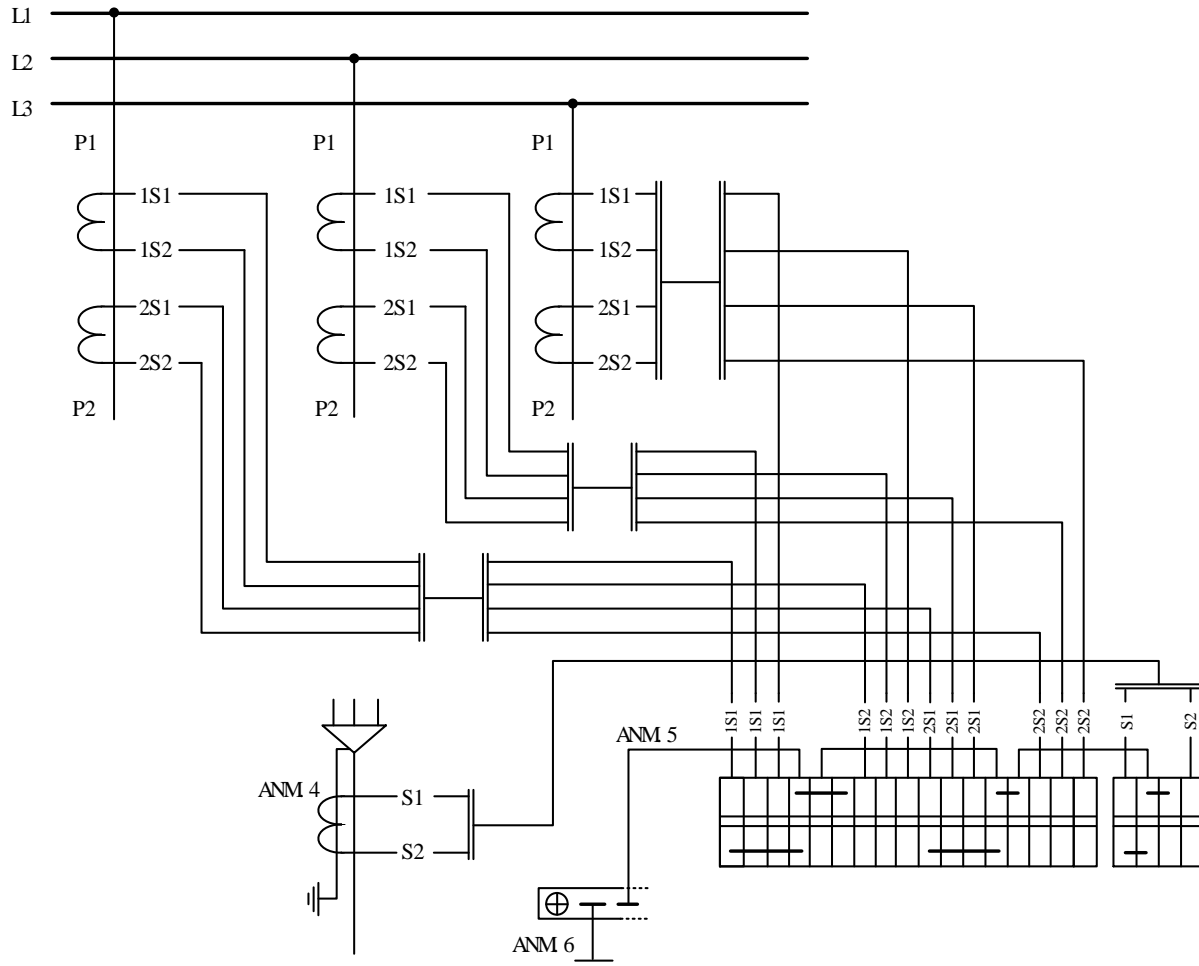 L1
L2
L3
P1 P1 P1
1S1 1S1 1S1
1S2 1S2 1S2
2S1 2S1 2S1
2S2 2S2 2S2
P2 P2 P2
1S1 1S1 1S1 1S2 1S2 1S2 2S1 2S1 2S1 2S2 2S2 2S2 S1 S2
ANM. 5
ANM. 4
S1
S2
ANM. 6